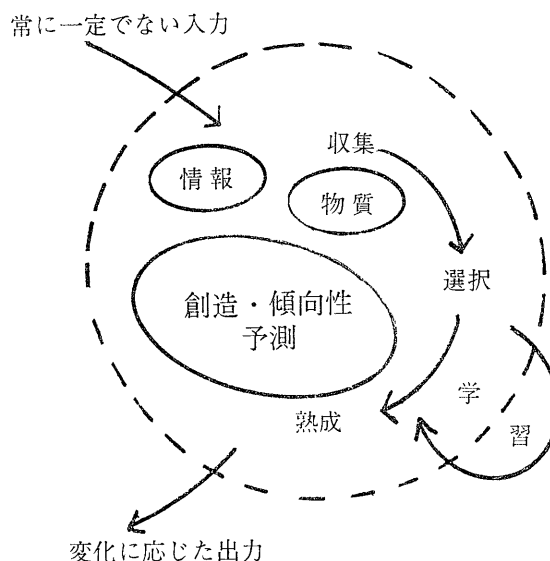 常に一定でない入力
収集
情報
物質
選択
創造・傾向性
予測
学
習
熟成
変化に応じた出力